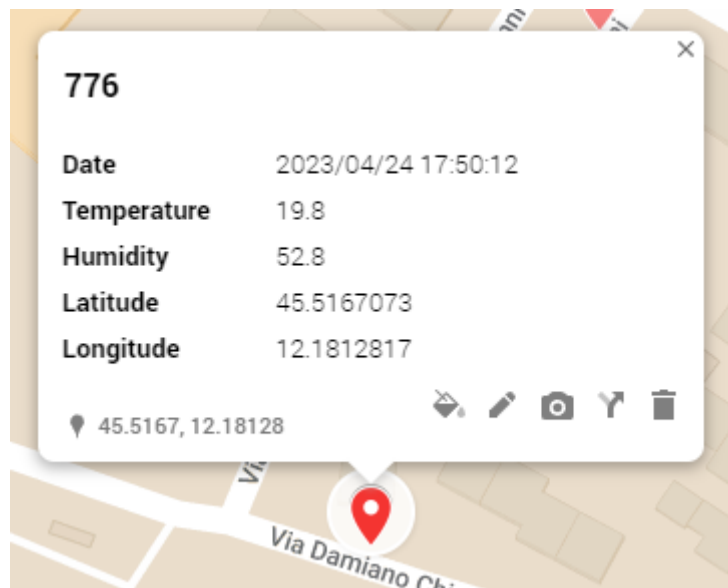 776
Date 2023/04/24 17:50:12
Temperature 19.8
Humidity 52.8
Latitude 45.5167073
Longitude 12.1812817
45.5167, 12.18128
Via Damiano